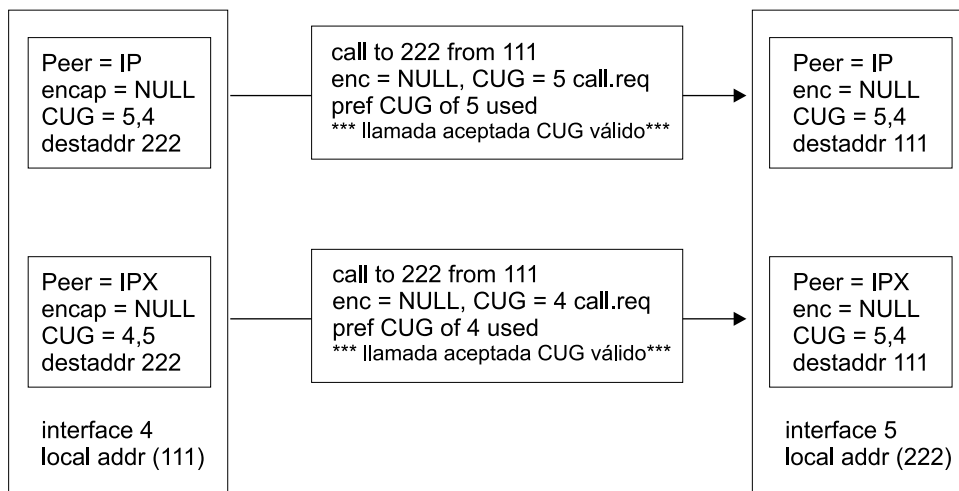 Peer = IP
encap = NULL
CUG = 5,4
destaddr 222
call to 222 from 111
enc = NULL, CUG = 5 call.req
pref CUG of 5 used
*** llamada aceptada CUG válido***
Peer = IP
enc = NULL
CUG = 5,4
destaddr 111
Peer = IPX
encap = NULL
CUG = 4,5
destaddr 222
call to 222 from 111
enc = NULL, CUG = 4 call.req
pref CUG of 4 used
*** llamada aceptada CUG válido***
Peer = IPX
enc = NULL
CUG = 5,4
destaddr 111
interface 4
local addr (111)
interface 5
local addr (222)